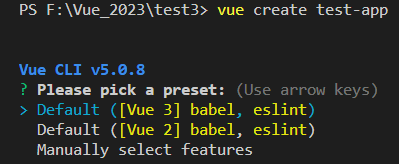 PS F:\Vue_2023\test3> vue create test-app
Vue CLI v5.0.8
? Please pick a preset: (Use arrow keys)
> Default ([Vue 3] babel, eslint)
Default ([Vue 2] babel, eslint)
Manually select features